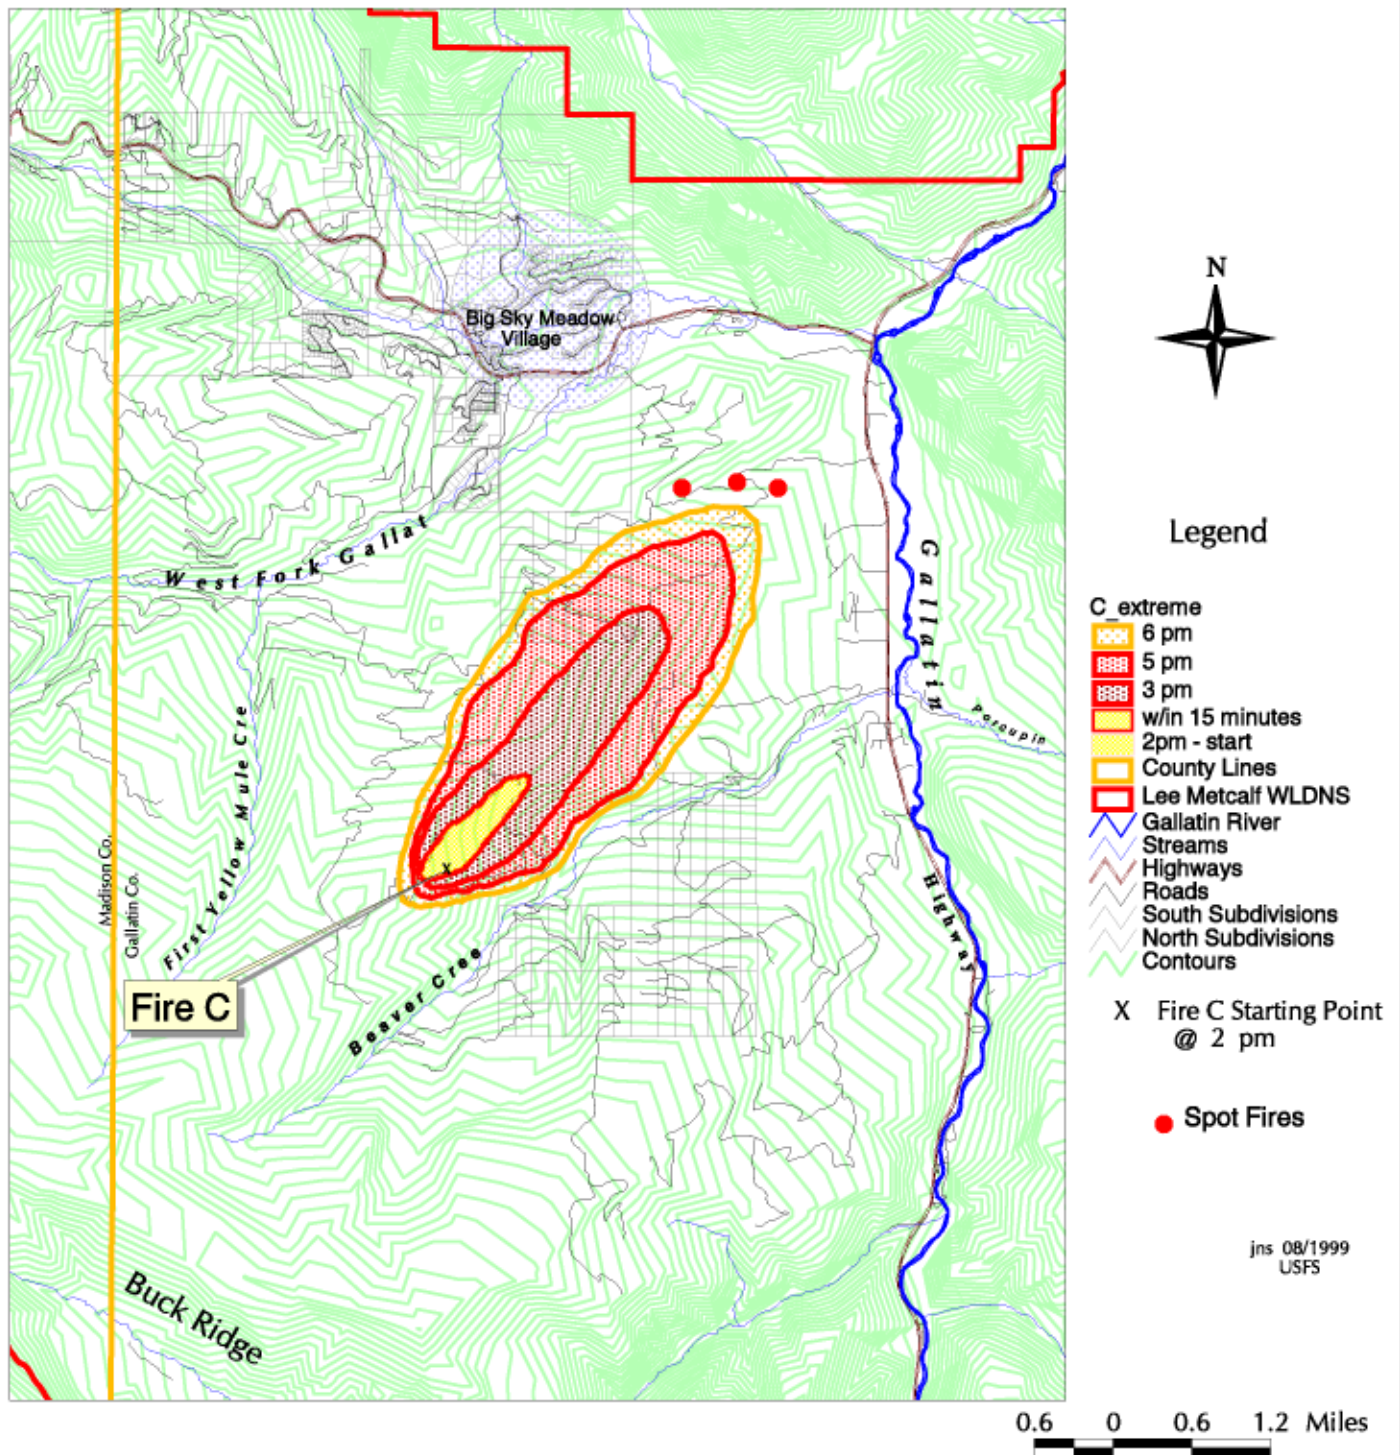 Big Sky Meadow
Village
West Fork Gallat
First Yellow Mule Cre
Madison Co.
Gallatin Co.
Fire C
Beaver Cree
Buck Ridge
Gallatin
Porcupin
Highway
N
Legend
C_extreme
6 pm
5 pm
3 pm
w/in 15 minutes
2pm - start
County Lines
Lee Metcalf WLDNS
Gallatin River
Streams
Highways
Roads
South Subdivisions
North Subdivisions
Contours
X Fire C Starting Point
@ 2 pm
Spot Fires
jns 08/1999
USFS
0.6 0 0.6 1.2 Miles
X